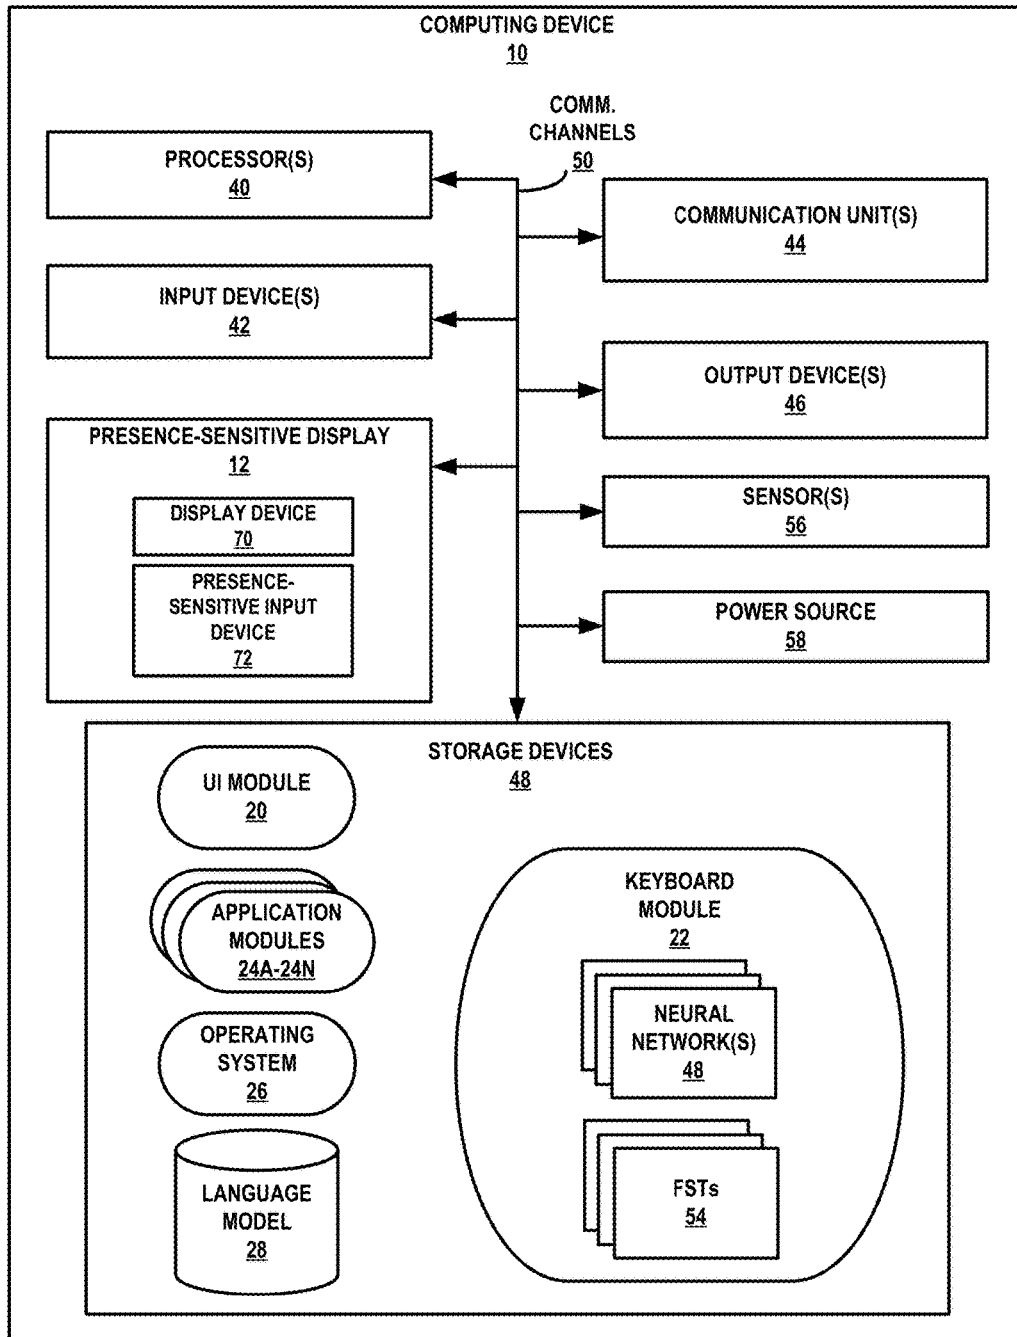 COMPUTING DEVICE
10
COMM.
CHANNELS
50
PROCESSOR(S)
40
COMMUNICATION UNIT(S)
44
INPUT DEVICE(S)
42
OUTPUT DEVICE(S)
46
PRESENCE-SENSITIVE DISPLAY
12
DISPLAY DEVICE
70
PRESENCE-
SENSITIVE INPUT
DEVICE
72
SENSOR(S)
56
POWER SOURCE
58
STORAGE DEVICES
48
UI MODULE
20
APPLICATION
MODULES
24A-24N
OPERATING
SYSTEM
26
LANGUAGE
MODEL
28
KEYBOARD
MODULE
22
NEURAL
NETWORK(S)
48
FSTs
54